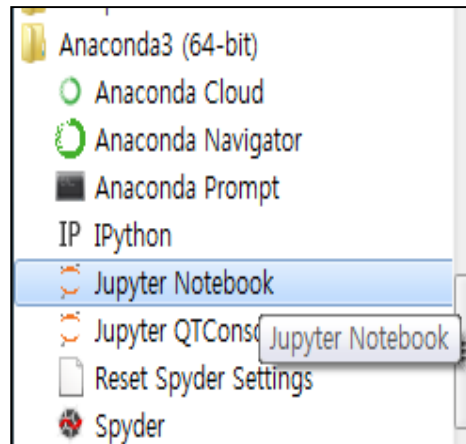 Anaconda3 (64-bit)
Anaconda Cloud
Anaconda Navigator
Anaconda Prompt
IP IPython
Jupyter Notebook
Jupyter QTConso
Jupyter Notebook
Reset Spyder Settings
Spyder